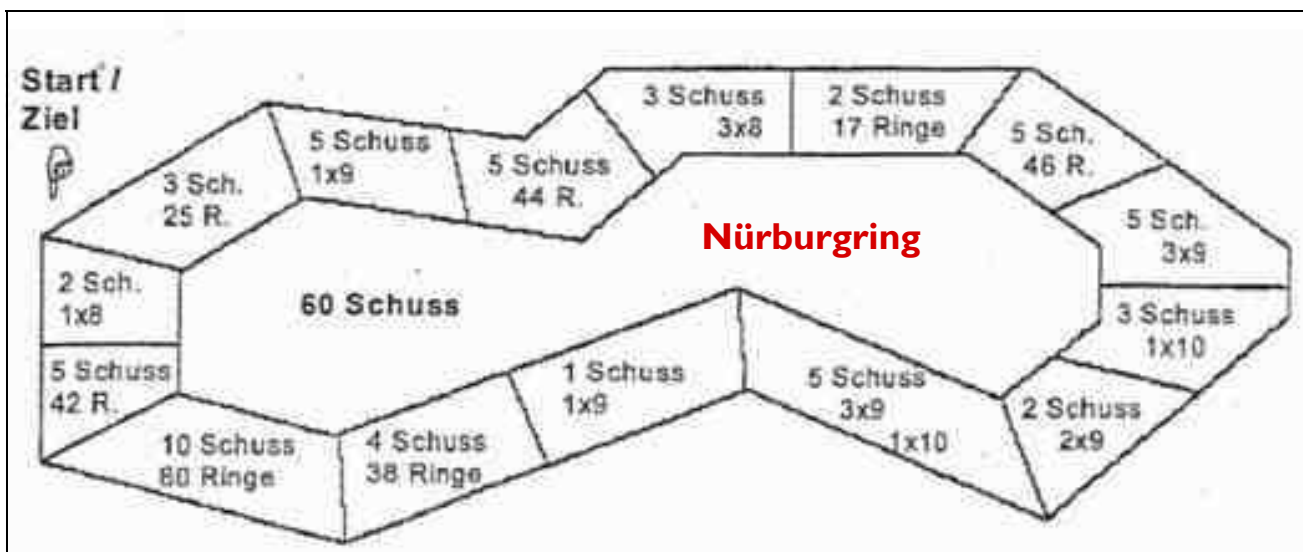 Start /
Ziel
3 Sch.
25 R.
5 Schuss
1x9
5 Schuss
44 R.
3 Schuss
3x8
2 Schuss
17 Ringe
5 Sch.
46 R.
5 Sch.
3x9
3 Schuss
1x10
2 Schuss
2x9
5 Schuss
3x9
1x10
1 Schuss
1x9
4 Schuss
38 Ringe
10 Schuss
80 Ringe
5 Schuss
42 R.
2 Sch.
1x8
60 Schuss
Nürburgring